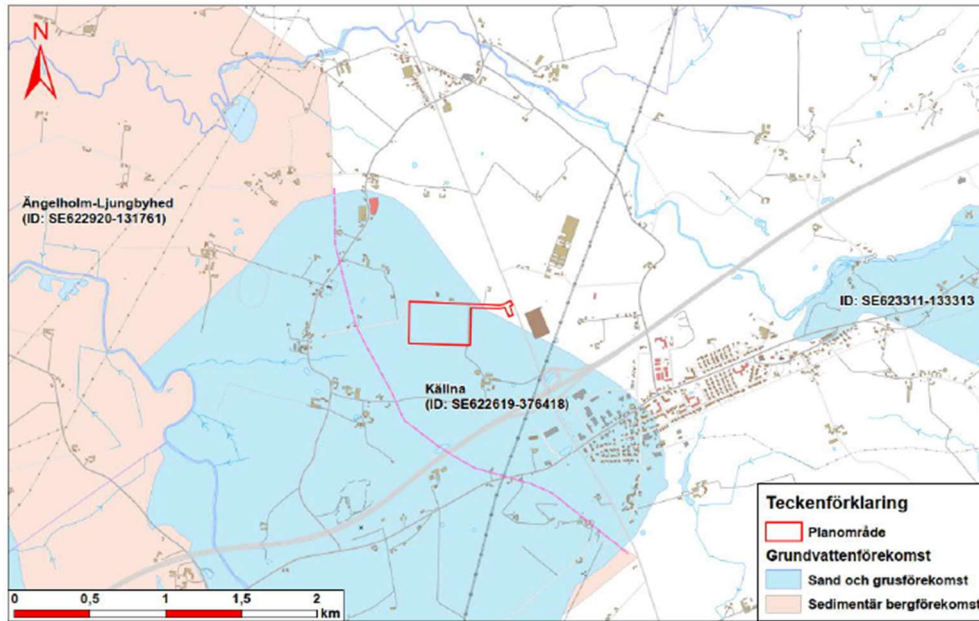 N
Ängelholm-Ljungbyhed
(ID: SE622920-131761)
ID: SE623311-133313
Källna
(ID: SE622619-376418)
Teckenförklaring
Planområde
Grundvattenförekomst
Sand och grusförekomst
Sedimentär bergförekomst
0 0,5 1 1,5 2
km